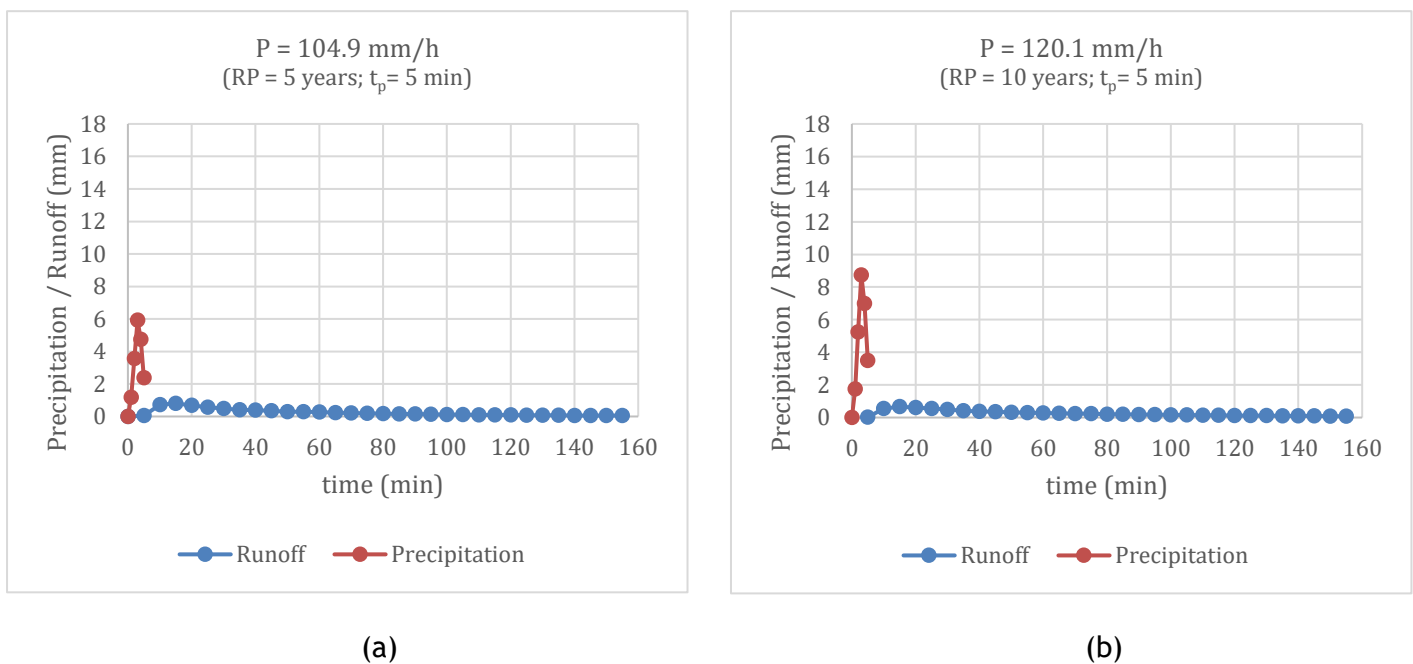 P = 104.9 mm/h
(RP = 5 years; tp= 5 min)
Precipitation / Runoff (mm)
18
16
14
12
10
8
6
4
2
0
0 20 40 60 80 100 120 140 160
time (min)
Runoff Precipitation
(a)
P = 120.1 mm/h
(RP = 10 years; tp= 5 min)
Precipitation / Runoff (mm)
18
16
14
12
10
8
6
4
2
0
0 20 40 60 80 100 120 140 160
time (min)
Runoff Precipitation
(b)